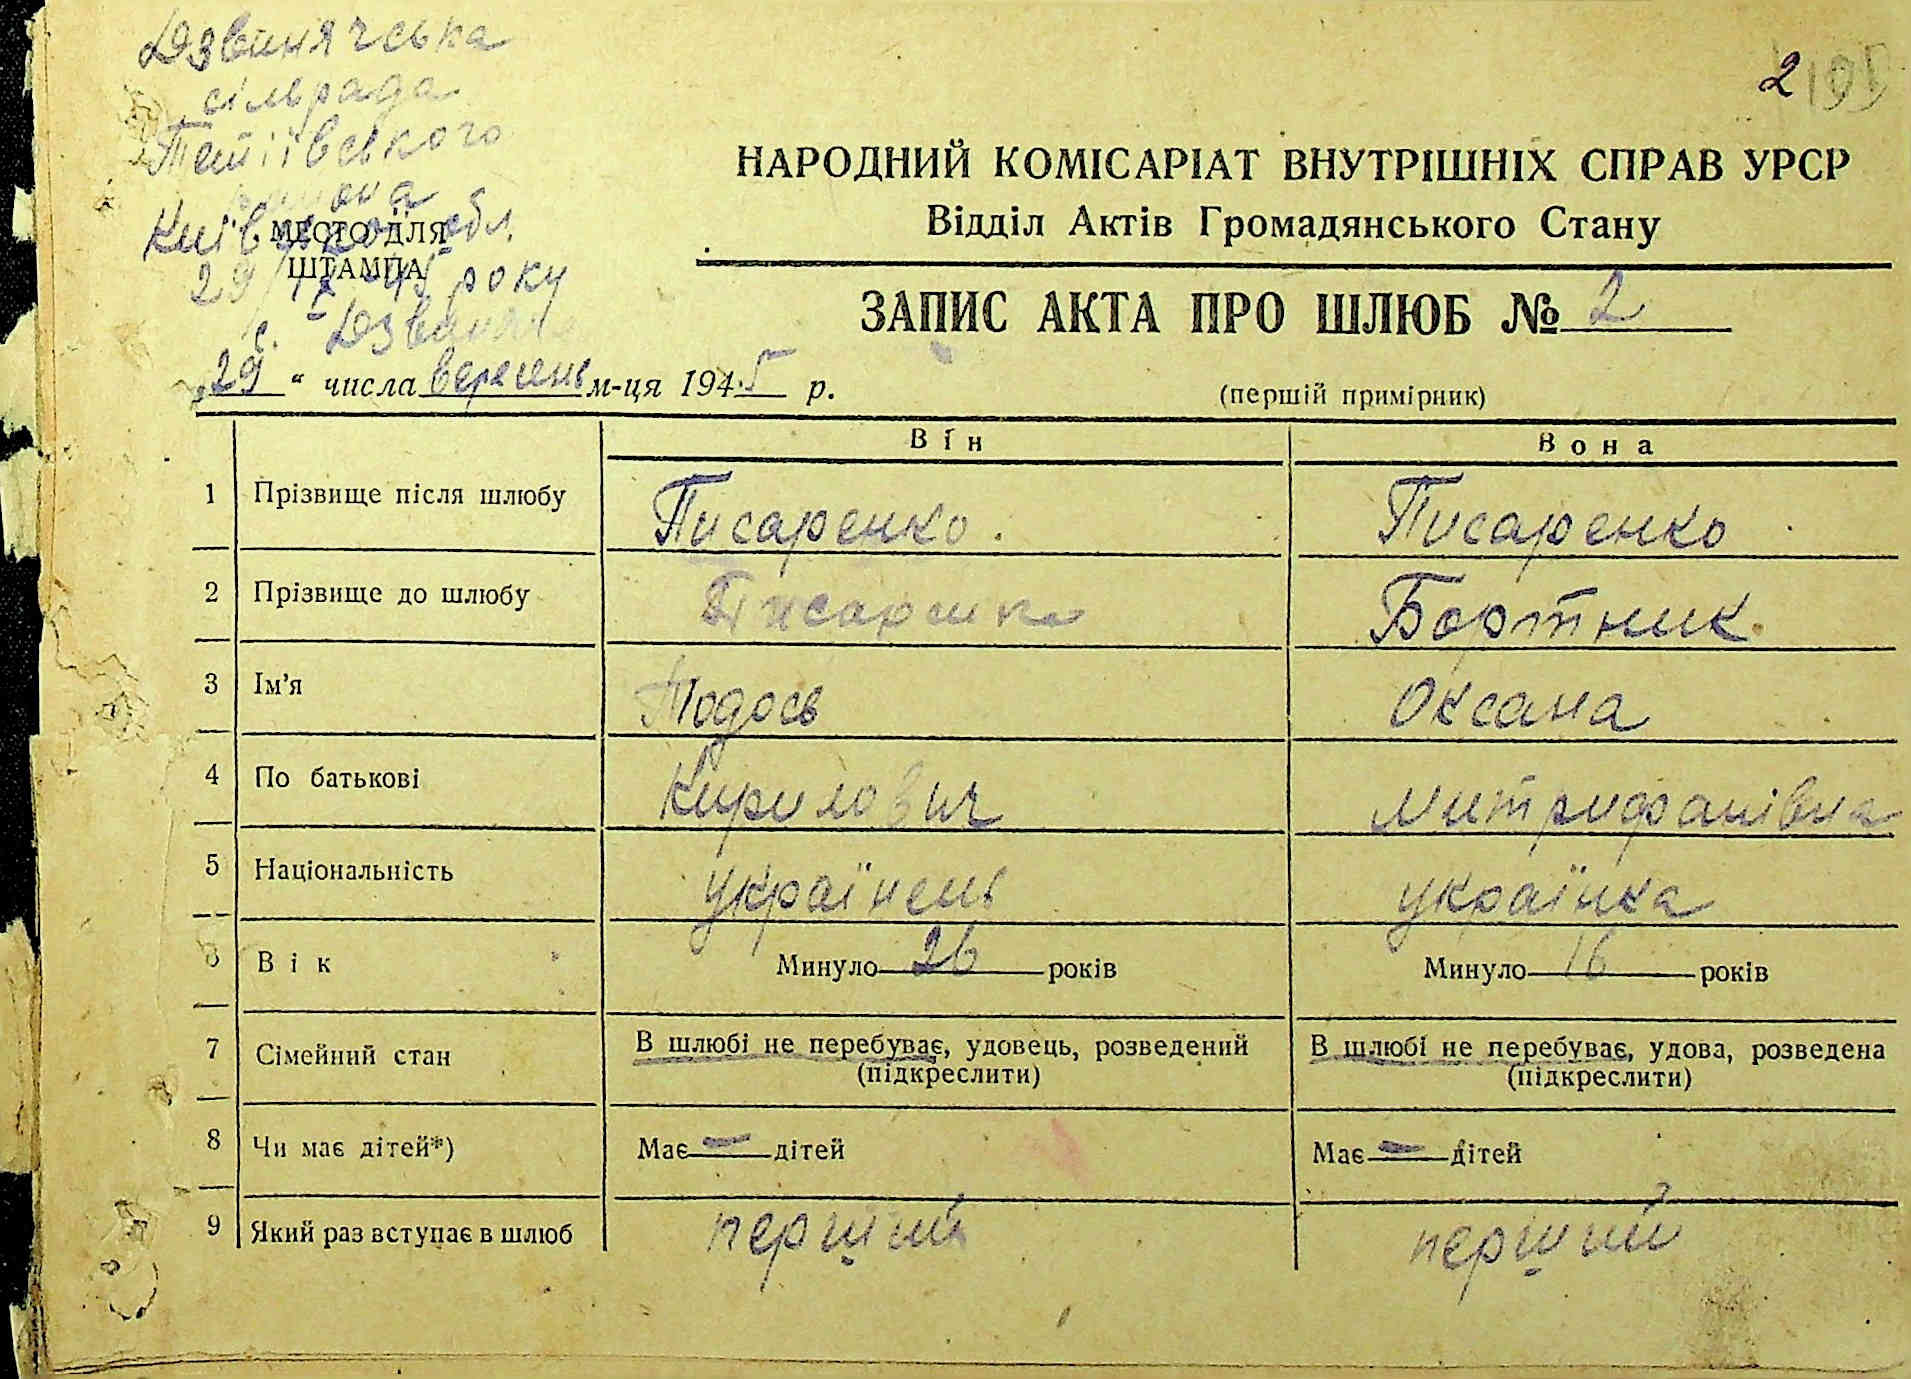 Дзвинячська
сільрада
Тетіївського
району
Київської обл.
МЕСТО ДЛЯ
ШТАМПА
29/IX-45 року
с. Дзвиняче
2
НАРОДНИЙ КОМІСАРІАТ ВНУТРІШНІХ СПРАВ УРСР
Відділ Актів Громадянського Стану
ЗАПИС АКТА ПРО ШЛЮБ № 2
„29“ числа вересень м-ця 1945 р.
(перший примірник)
Він Вона
1 Прізвище після шлюбу Писаренко. Писаренко
2 Прізвище до шлюбу Писаренко Бортник
3 Ім'я Тодось Оксана
4 По батькові Кирилович Митрифанівна
5 Національність українець українка
6 Вік Минуло 26 років Минуло 16 років
7 Сімейний стан В шлюбі не перебуває, удовець, розведений В шлюбі не перебуває, удова, розведена
(підкреслити) (підкреслити)
8 Чи має дітей*) Має — дітей Має — дітей
9 Який раз вступає в шлюб перший перший